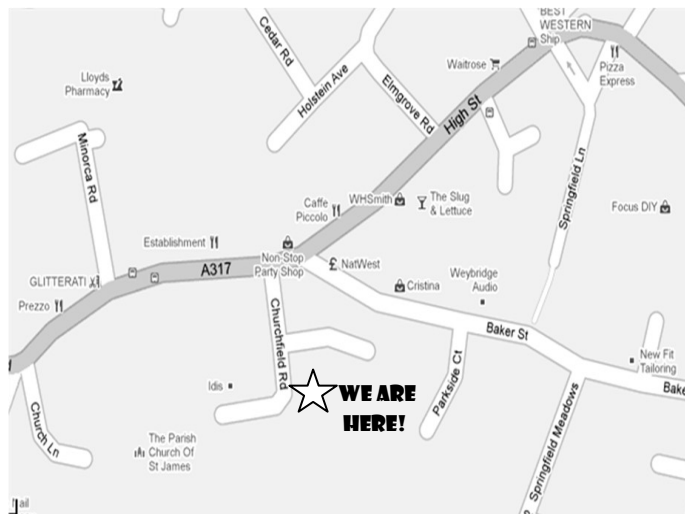 BEST
WESTERN
Ship
Cedar Rd
Holstein Ave
Elmgrove Rd
Waitrose
Pizza
Express
Lloyds
Pharmacy
High St
Minorca Rd
Springfield Ln
WHSmith
The Slug
& Lettuce
Caffe
Piccolo
Focus DIY
Establishment
Non-Stop
Party Shop
NatWest
A317
GLITTERATI
Weybridge
Audio
Cristina
Prezzo
Baker St
Churchfield Rd
New Fit
Tailoring
Parkside Ct
Idis
WE ARE
HERE!
Bake
Church Ln
Springfield Meadows
The Parish
Church Of
St James